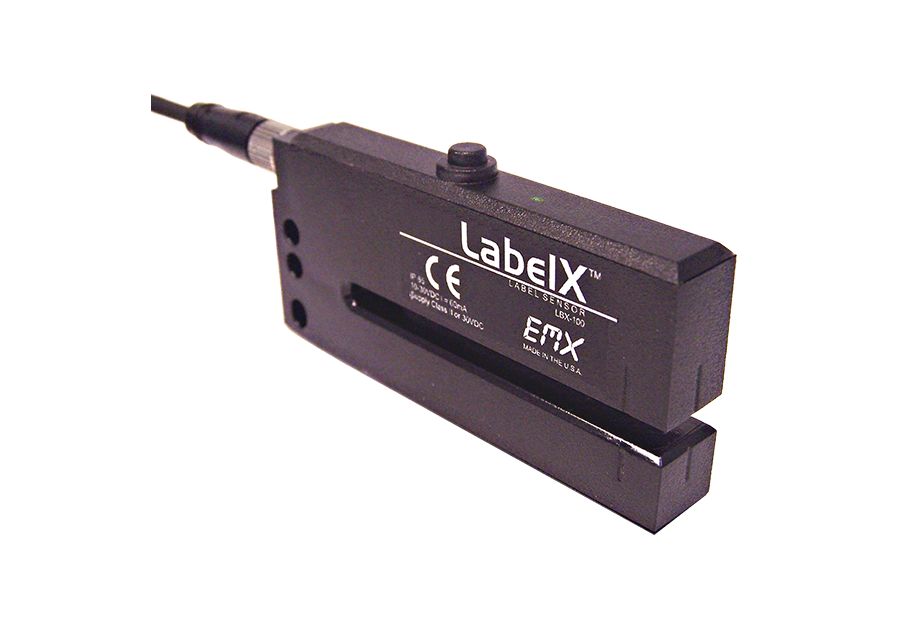 LabelX™
LABEL SENSOR
LBX-100
CE
IP 65
10-30VDC I = 60mA
Supply Class II or 30VDC
EMX
MADE IN THE U.S.A.